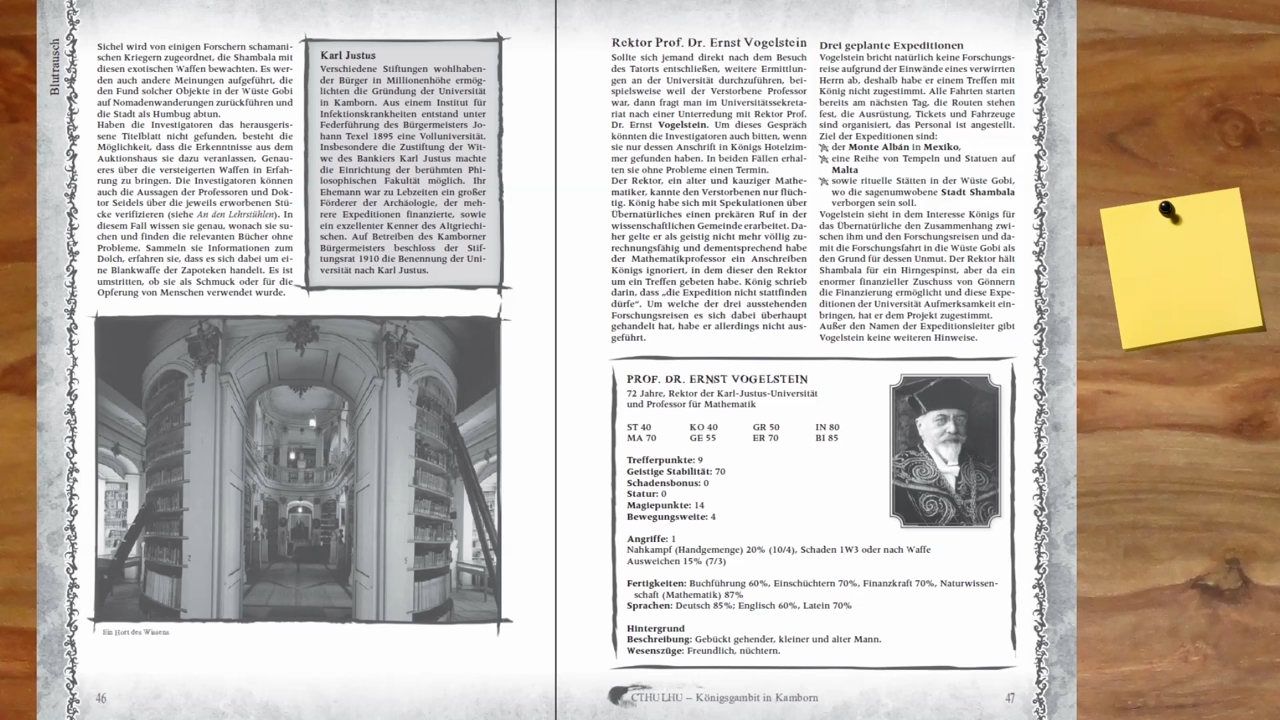 Blutrausch
Sichel wird von einigen Forschern schamani-
schen Kriegern zugeordnet, die Shambala mit
diesen exotischen Waffen bewachten. Es wer-
den auch andere Meinungen aufgeführt, die
den Fund solcher Objekte in der Wüste Gobi
auf Nomadenwanderungen zurückführen und
die Stadt als Humbug abtun.
Haben die Investigatoren das herausgeris-
sene Titelblatt nicht gefunden, besteht die
Möglichkeit, dass die Erkenntnisse aus dem
Auktionshaus sie dazu veranlassen, Genau-
eres über die versteigerten Waffen in Erfah-
rung zu bringen. Die Investigatoren können
auch die Aussagen der Professoren und Dok-
tor Seidels über die jeweils erworbenen Stü-
cke verifizieren (siehe An den Lehrstühlen). In
diesem Fall wissen sie genau, wonach sie su-
chen und finden die relevanten Bücher ohne
Probleme. Sammeln sie Informationen zum
Dolch, erfahren sie, dass es sich dabei um ei-
ne Blankwaffe der Zapoteken handelt. Es ist
umstritten, ob sie als Schmuck oder für die
Opferung von Menschen verwendet wurde.
Karl Justus
Verschiedene Stiftungen wohlhaben-
der Bürger in Millionenhöhe ermög-
lichten die Gründung der Universität
in Kamborn. Aus einem Institut für
Infektionskrankheiten entstand unter
Federführung des Bürgermeisters Jo-
hann Texel 1895 eine Volluniversität.
Insbesondere die Zustiftung der Wit-
we des Bankiers Karl Justus machte
die Einrichtung der berühmten Phi-
losophischen Fakultät möglich. Ihr
Ehemann war zu Lebzeiten ein großer
Förderer der Archäologie, der meh-
rere Expeditionen finanzierte, sowie
ein exzellenter Kenner des Altgriechi-
schen. Auf Betreiben des Kamborner
Bürgermeisters beschloss der Stif-
tungsrat 1910 die Benennung der Uni-
versität nach Karl Justus.
Ein Hort des Wissens
46
Rektor Prof. Dr. Ernst Vogelstein
Sollte sich jemand direkt nach dem Besuch
des Tatorts entschließen, weitere Ermittlun-
gen an der Universität durchzuführen, bei-
spielsweise weil der Verstorbene Professor
war, dann fragt man im Universitätssekreta-
riat nach einer Unterredung mit Rektor Prof.
Dr. Ernst Vogelstein. Um dieses Gespräch
könnten die Investigatoren auch bitten, wenn
sie nur dessen Anschrift in Königs Hotelzim-
mer gefunden haben. In beiden Fällen erhal-
ten sie ohne Probleme einen Termin.
Der Rektor, ein alter und kauziger Mathe-
matiker, kannte den Verstorbenen nur flüch-
tig. König habe sich mit Spekulationen über
Übernatürliches einen prekären Ruf in der
wissenschaftlichen Gemeinde erarbeitet. Da-
her gelte er als geistig nicht mehr völlig zu-
rechnungsfähig und dementsprechend habe
der Mathematikprofessor ein Anschreiben
Königs ignoriert, in dem dieser den Rektor
um ein Treffen gebeten habe. König schrieb
darin, dass „die Expedition nicht stattfinden
dürfe“. Um welche der drei ausstehenden
Forschungsreisen es sich dabei überhaupt
gehandelt hat, habe er allerdings nicht aus-
geführt.
Drei geplante Expeditionen
Vogelstein bricht natürlich keine Forschungs-
reise aufgrund der Einwände eines verwirrten
Herrn ab, deshalb habe er einem Treffen mit
König nicht zugestimmt. Alle Fahrten starten
bereits am nächsten Tag, die Routen stehen
fest, die Ausrüstung, Tickets und Fahrzeuge
sind organisiert, das Personal ist angestellt.
Ziel der Expeditionen sind:
der Monte Albán in Mexiko,
eine Reihe von Tempeln und Statuen auf
Malta
sowie rituelle Stätten in der Wüste Gobi,
wo die sagenumwobene Stadt Shambala
verborgen sein soll.
Vogelstein sieht in dem Interesse Königs für
das Übernatürliche den Zusammenhang zwi-
schen ihm und den Forschungsreisen und da-
mit die Forschungsfahrt in die Wüste Gobi als
den Grund für dessen Unmut. Der Rektor hält
Shambala für ein Hirngespinst, aber da ein
enormer finanzieller Zuschuss von Gönnern
die Finanzierung ermöglicht und diese Expe-
ditionen der Universität Aufmerksamkeit ein-
bringen, hat er dem Projekt zugestimmt.
Außer den Namen der Expeditionsleiter gibt
Vogelstein keine weiteren Hinweise.
PROF. DR. ERNST VOGELSTEIN
72 Jahre, Rektor der Karl-Justus-Universität
und Professor für Mathematik
ST 40 KO 40 GR 50 IN 80
MA 70 GE 55 ER 70 BI 85
Trefferpunkte: 9
Geistige Stabilität: 70
Schadensbonus: 0
Statur: 0
Magiepunkte: 14
Bewegungsweite: 4
Angriffe: 1
Nahkampf (Handgemenge) 20% (10/4), Schaden 1W3 oder nach Waffe
Ausweichen 15% (7/3)
Fertigkeiten: Buchführung 60%, Einschüchtern 70%, Finanzkraft 70%, Naturwissen-
schaft (Mathematik) 87%
Sprachen: Deutsch 85%; Englisch 60%, Latein 70%
Hintergrund
Beschreibung: Gebückt gehender, kleiner und alter Mann.
Wesenszüge: Freundlich, nüchtern.
CTHULHU – Königsgambit in Kamborn
47